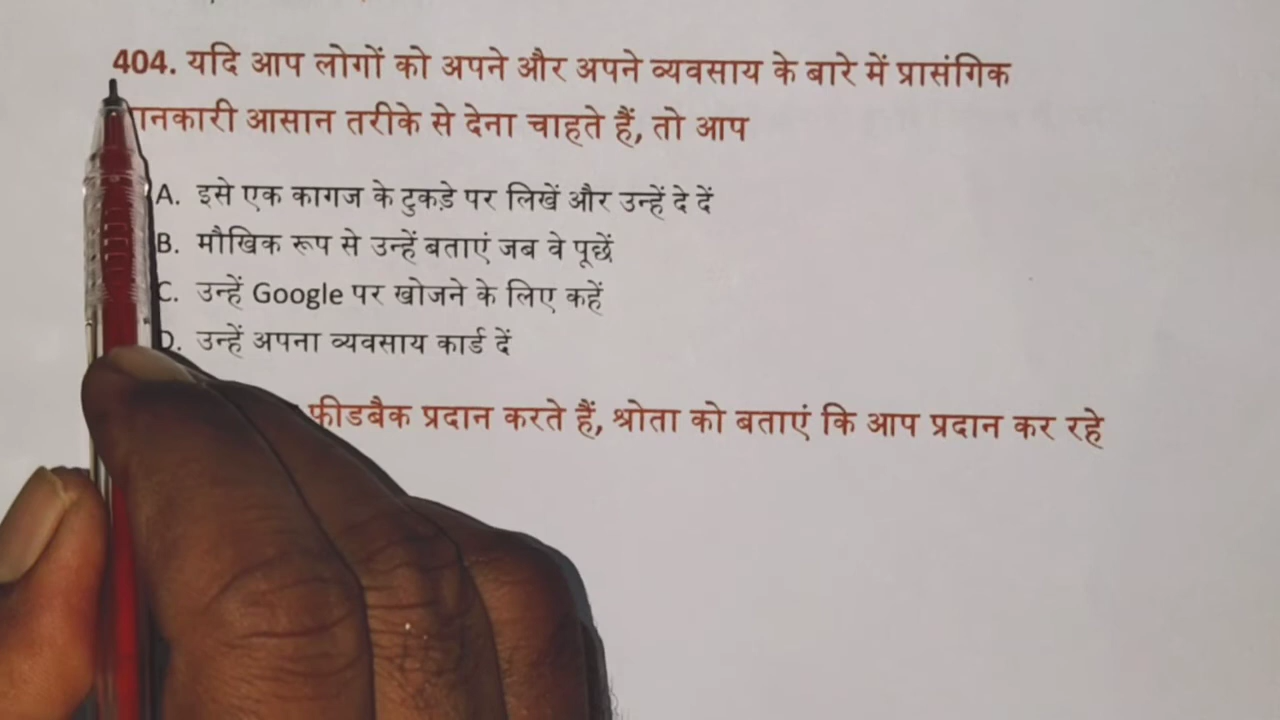 404. यदि आप लोगों को अपने और अपने व्यवसाय के बारे में प्रासंगिक
ानकारी आसान तरीके से देना चाहते हैं, तो आप
A. इसे एक कागज के टुकड़े पर लिखें और उन्हें दे दें
B. मौखिक रूप से उन्हें बताएं जब वे पूछें
C. उन्हें Google पर खोजने के लिए कहें
D. उन्हें अपना व्यवसाय कार्ड दें
फीडबैक प्रदान करते हैं, श्रोता को बताएं कि आप प्रदान कर रहे